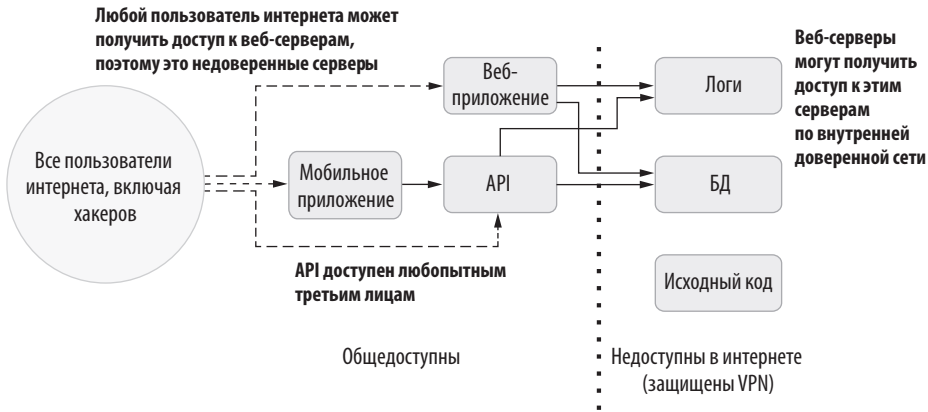 Любой пользователь интернета может
получить доступ к веб-серверам,
поэтому это недоверенные серверы
Веб-
приложение
Логи
Веб-серверы
могут получить
доступ к этим
серверам
по внутренней
доверенной сети
Все пользователи
интернета, включая
хакеров
Мобильное
приложение
API
БД
API доступен любопытным
третьим лицам
Исходный код
Общедоступны
Недоступны в интернете
(защищены VPN)